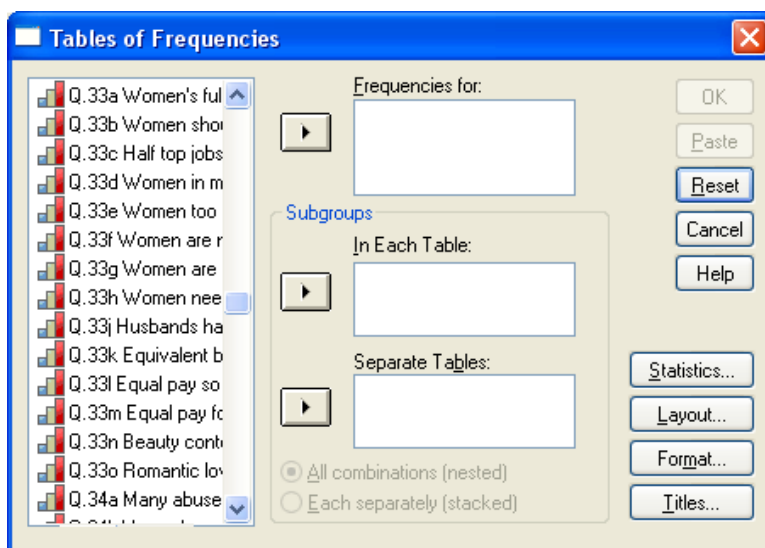 Tables of Frequencies
Q.33a Women's ful
Q.33b Women shou
Q.33c Half top jobs
Q.33d Women in m
Q.33e Women too
Q.33f Women are r
Q.33g Women are
Q.33h Women nee
Q.33j Husbands ha
Q.33k Equivalent b
Q.33l Equal pay so
Q.33m Equal pay fo
Q.33n Beauty conte
Q.33o Romantic lov
Q.34a Many abuse
Frequencies for:
Subgroups
In Each Table:
Separate Tables:
All combinations (nested)
Each separately (stacked)
OK
Paste
Reset
Cancel
Help
Statistics...
Layout...
Format...
Titles...